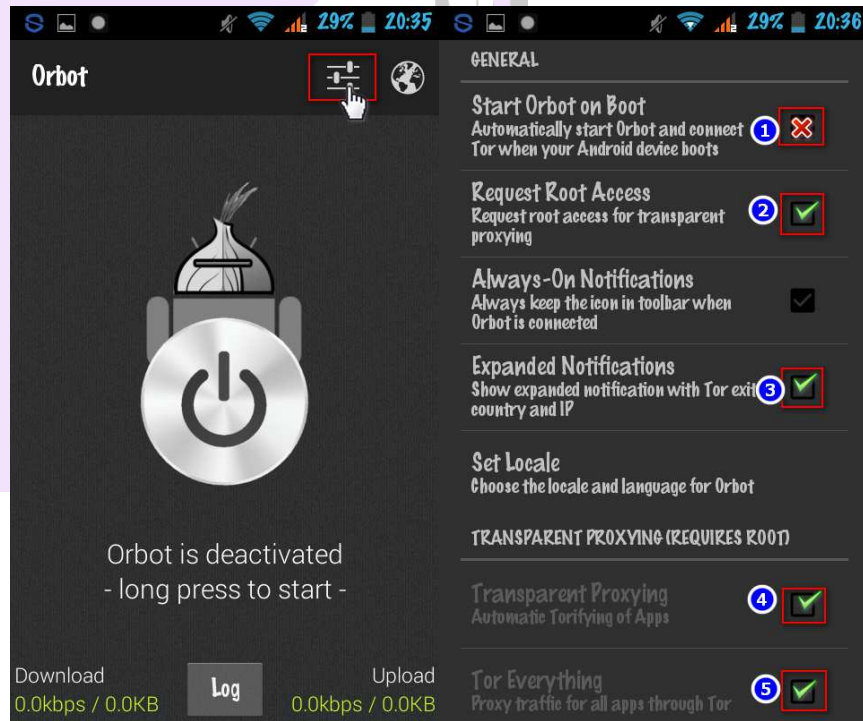 29% 20:35
Orbot
Orbot is deactivated
- long press to start -
Download
0.0kbps / 0.0KB
Log
Upload
0.0kbps / 0.0KB
29% 20:36
GENERAL
Start Orbot on Boot
Automatically start Orbot and connect
Tor when your Android device boots
1
Request Root Access
Request root access for transparent
proxying
2
Always-On Notifications
Always keep the icon in toolbar when
Orbot is connected
Expanded Notifications
Show expanded notification with Tor exit
country and IP
3
Set Locale
Choose the locale and language for Orbot
TRANSPARENT PROXYING (REQUIRES ROOT)
Transparent Proxying
Automatic Torifying of Apps
4
Tor Everything
Proxy traffic for all apps through Tor
5